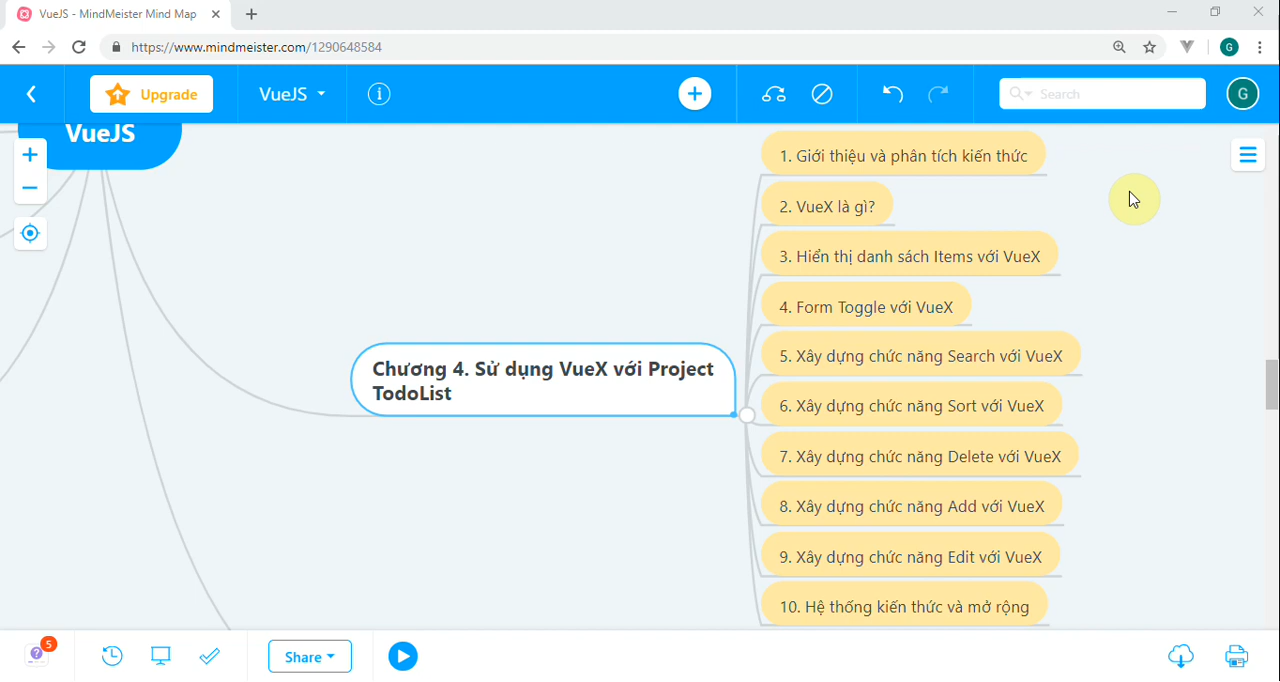 VueJS - MindMeister Mind Map
https://www.mindmeister.com/1290648584
G
Upgrade
VueJS
Search
G
VueJS
1. Giới thiệu và phân tích kiến thức
2. VueX là gì?
3. Hiển thị danh sách Items với VueX
4. Form Toggle với VueX
5. Xây dựng chức năng Search với VueX
Chương 4. Sử dụng VueX với Project
TodoList
6. Xây dựng chức năng Sort với VueX
7. Xây dựng chức năng Delete với VueX
8. Xây dựng chức năng Add với VueX
9. Xây dựng chức năng Edit với VueX
10. Hệ thống kiến thức và mở rộng
5
Share